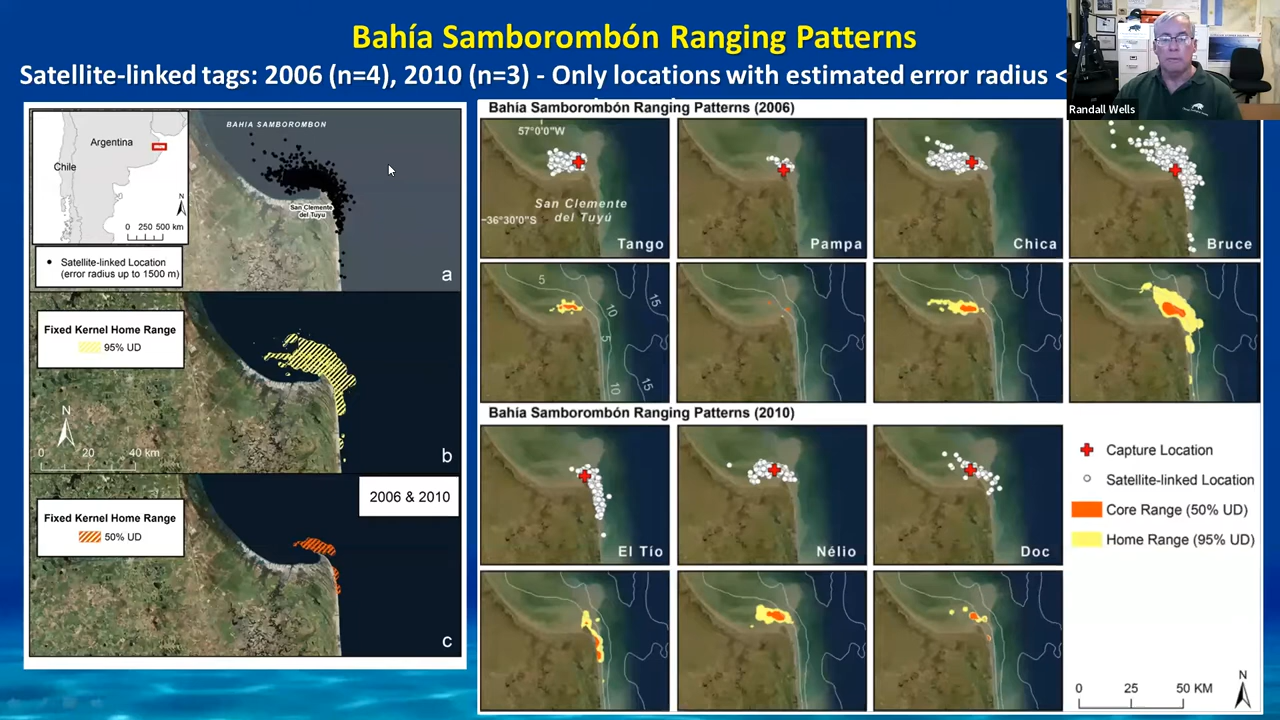 Bahía Samborombón Ranging Patterns
Satellite-linked tags: 2006 (n=4), 2010 (n=3) - Only locations with estimated error radius <
Randall Wells
BAHIA SAMBOROMBON
Argentina
Chile
N
0 250 500 km
San Clemente
del Tuyú
Satellite-linked Location
(error radius up to 1500 m)
a
Fixed Kernel Home Range
95% UD
N
0 20 40 km
b
2006 & 2010
Fixed Kernel Home Range
50% UD
c
Bahía Samborombón Ranging Patterns (2006)
57°0'0"W
San Clemente
del Tuyú
−36°30'0"S
Tango
Pampa
Chica
Bruce
5
10
15
5
10
15
Bahía Samborombón Ranging Patterns (2010)
El Tío
Nélio
Doc
Capture Location
Satellite-linked Location
Core Range (50% UD)
Home Range (95% UD)
N
0 25 50 KM